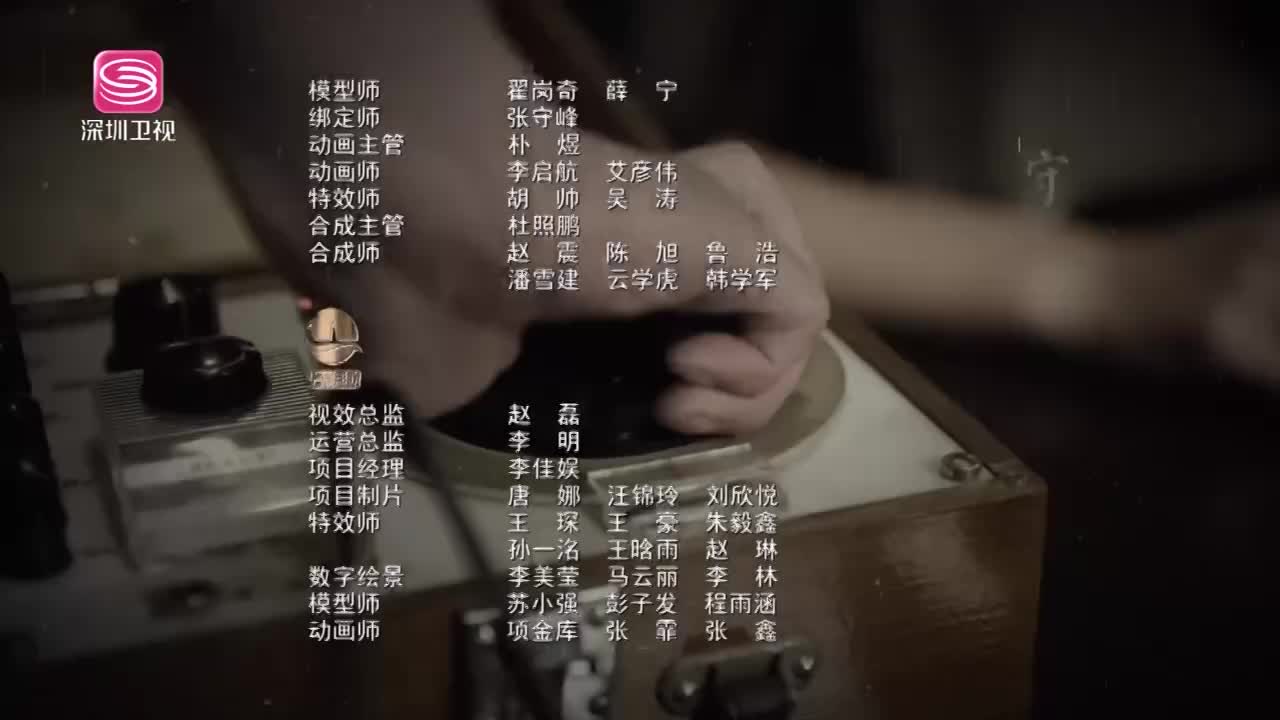 深圳卫视
模型师 翟岗奇 薛 宁
绑定师 张守峰
动画主管 朴 煜
动画师 李启航 艾彦伟
特效师 胡 帅 吴 涛
合成主管 杜照鹏
合成师 赵 震 陈 旭 鲁 浩
潘雪建 云学虎 韩学军
守
视效总监 赵 磊
运营总监 李 明
项目经理 李佳娱
项目制片 唐 娜 汪锦玲 刘欣悦
特效师 王 琛 王 豪 朱毅鑫
孙一洺 王晗雨 赵 琳
数字绘景 李美莹 马云丽 李 林
模型师 苏小强 彭子发 程雨涵
动画师 项金库 张 霏 张 鑫